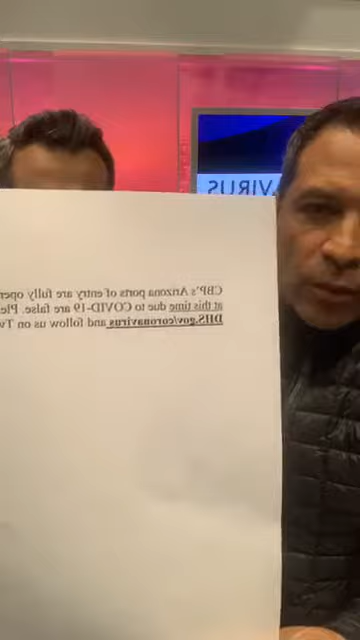 VIRUS
CBP's Arizona ports of entry are fully oper
at this time due to COVID-19 are false. Ple
DHS.gov/coronavirus and follow us on Tw